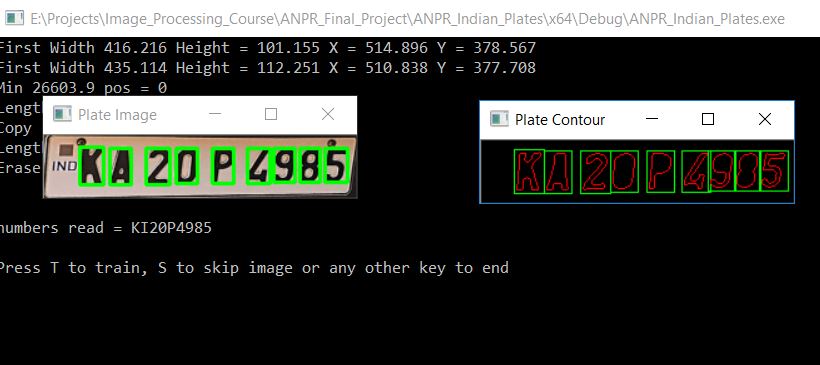 E:\Projects\Image_Processing_Course\ANPR_Final_Project\ANPR_Indian_Plates\x64\Debug\ANPR_Indian_Plates.exe
First Width 416.216 Height = 101.155 X = 514.896 Y = 378.567
First Width 435.114 Height = 112.251 X = 510.838 Y = 377.708
Min 26603.9 pos = 0
Plate Image
Plate Contour
Copy
IND KA 20 P 4985
KA 20 P 4985
Erase
numbers read = KI20P4985
Press T to train, S to skip image or any other key to end